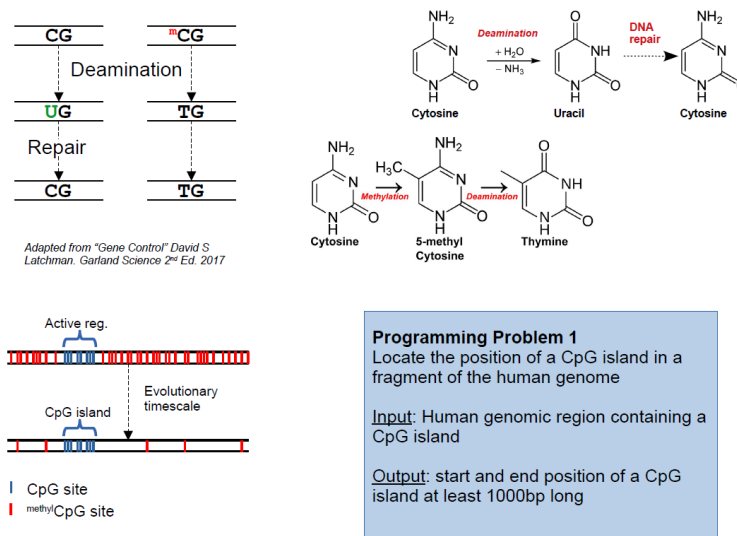 CG
mCG
Deamination
UG
TG
Repair
CG
TG
Adapted from "Gene Control" David S
Latchman. Garland Science 2nd Ed. 2017
NH2
N
N
H
O
Cytosine
Deamination
+ H2O
– NH3
O
NH
N
H
O
Uracil
DNA
repair
NH2
N
N
H
Cytosine
NH2
N
N
H
O
Cytosine
Methylation
H3C
NH2
N
N
H
O
5-methyl
Cytosine
Deamination
O
NH
N
H
O
Thymine
Active reg.
Evolutionary
timescale
CpG island
CpG site
methylCpG site
Programming Problem 1
Locate the position of a CpG island in a
fragment of the human genome
Input: Human genomic region containing a
CpG island
Output: start and end position of a CpG
island at least 1000bp long